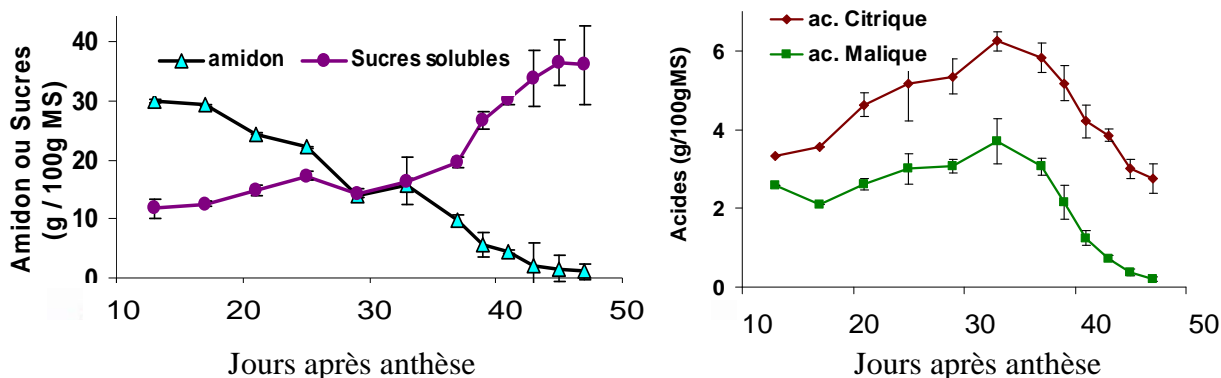 Amidon ou Sucres
(g / 100g MS)
40
30
20
10
0
amidon
Sucres solubles
10 20 30 40 50
Jours après anthèse
Acides (g/100gMS)
6
4
2
0
ac. Citrique
ac. Malique
10 20 30 40 50
Jours après anthèse